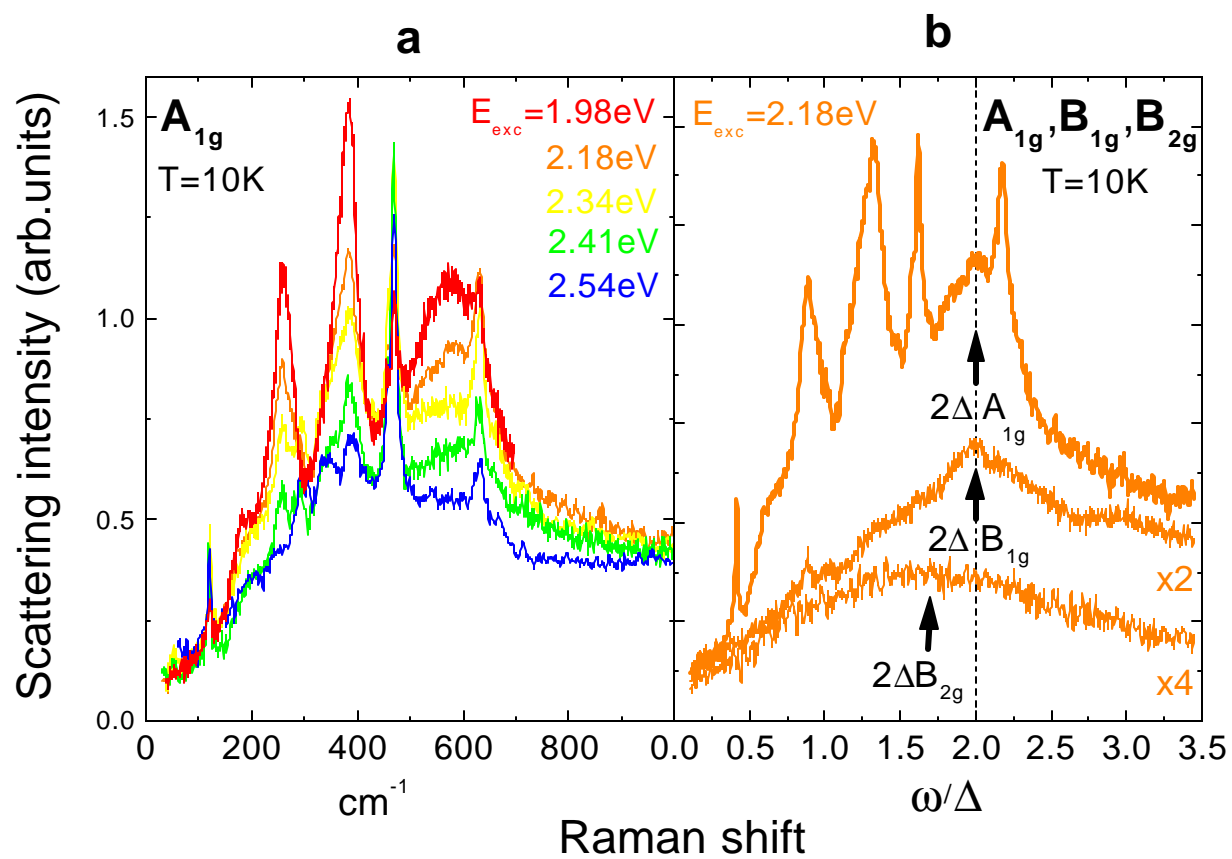 a
b
Scattering intensity (arb.units)
1.5
1.0
0.5
0.0
A1g
T=10K
Eexc=1.98eV
2.18eV
2.34eV
2.41eV
2.54eV
Eexc=2.18eV
A1g,B1g,B2g
T=10K
2Δ A1g
2Δ B1g
x2
2ΔB2g
x4
0 200 400 600 800
0.0 0.5 1.0 1.5 2.0 2.5 3.0 3.5
cm-1
ω/Δ
Raman shift